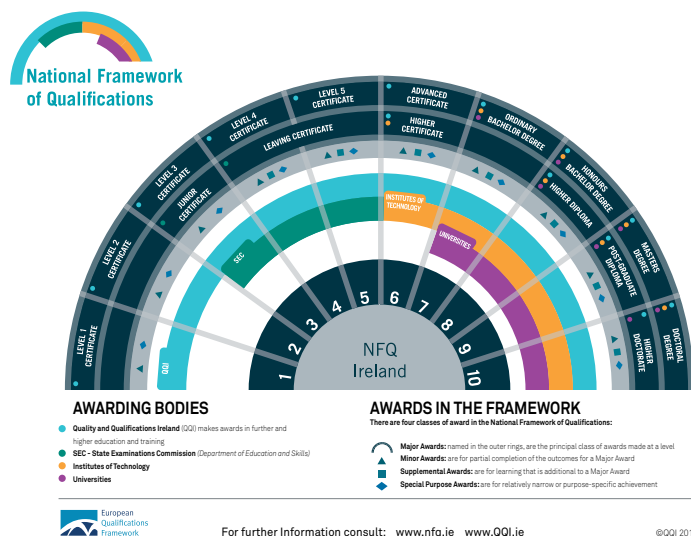 National Framework
of Qualifications
LEVEL 1
CERTIFICATE
LEVEL 2
CERTIFICATE
LEVEL 3
CERTIFICATE
JUNIOR
CERTIFICATE
LEVEL 4
CERTIFICATE
LEAVING CERTIFICATE
LEVEL 5
CERTIFICATE
ADVANCED
CERTIFICATE
HIGHER
CERTIFICATE
ORDINARY
BACHELOR DEGREE
HONOURS
BACHELOR DEGREE
HIGHER DIPLOMA
MASTERS
DEGREE
POST-GRADUATE
DIPLOMA
DOCTORAL
DEGREE
HIGHER
DOCTORATE
QQI
SEC
INSTITUTES OF
TECHNOLOGY
UNIVERSITIES
1
2
3
4
5
6
7
8
9
10
NFQ
Ireland
AWARDING BODIES
Quality and Qualifications Ireland (QQI) makes awards in further and
higher education and training
SEC - State Examinations Commission (Department of Education and Skills)
Institutes of Technology
Universities
AWARDS IN THE FRAMEWORK
There are four classes of award in the National Framework of Qualifications:
Major Awards: named in the outer rings, are the principal class of awards made at a level
Minor Awards: are for partial completion of the outcomes for a Major Award
Supplemental Awards: are for learning that is additional to a Major Award
Special Purpose Awards: are for relatively narrow or purpose-specific achievement
European
Qualifications
Framework
For further Information consult: www.nfq.ie www.QQI.ie
©QQI 201